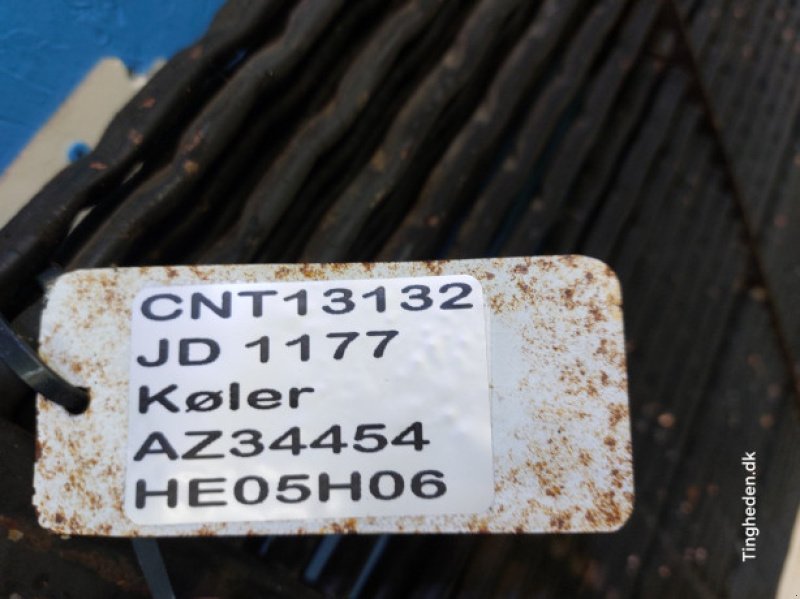 CNT13132
JD 1177
Køler
AZ34454
HE05H06
Tingheden.dk